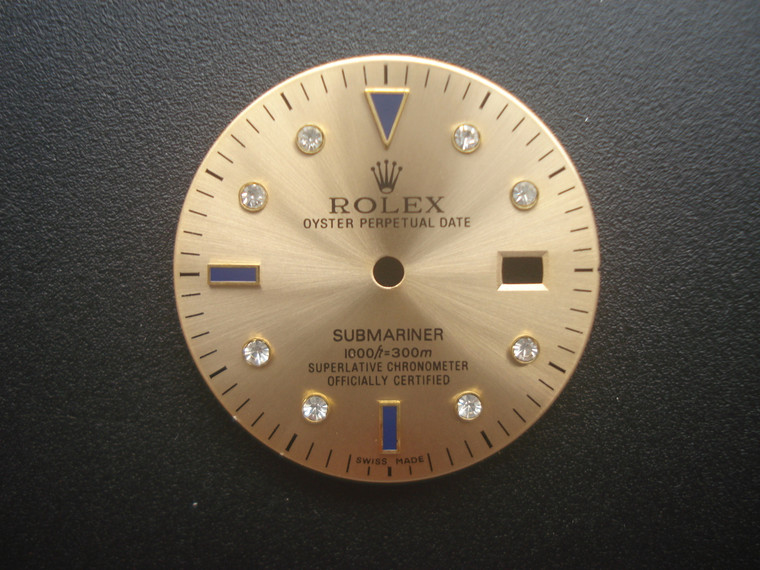 ROLEX
OYSTER PERPETUAL DATE
SUBMARINER
1000ft=300m
SUPERLATIVE CHRONOMETER
OFFICIALLY CERTIFIED
SWISS MADE